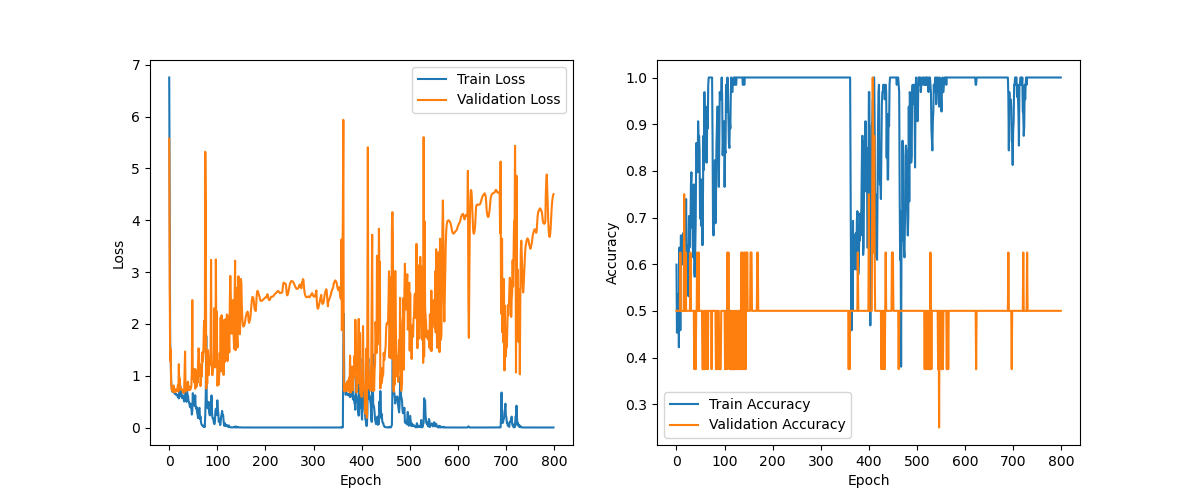 7
6
5
4
3
2
1
0
Loss
0 100 200 300 400 500 600 700 800
Epoch
Train Loss
Validation Loss
1.0
0.9
0.8
0.7
0.6
0.5
0.4
0.3
Accuracy
0 100 200 300 400 500 600 700 800
Epoch
Train Accuracy
Validation Accuracy